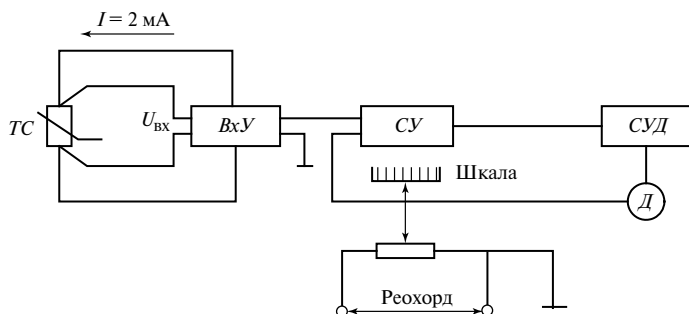 I = 2 мА
ТС
Uвх
ВхУ
СУ
СУД
Шкала
Д
Реохорд